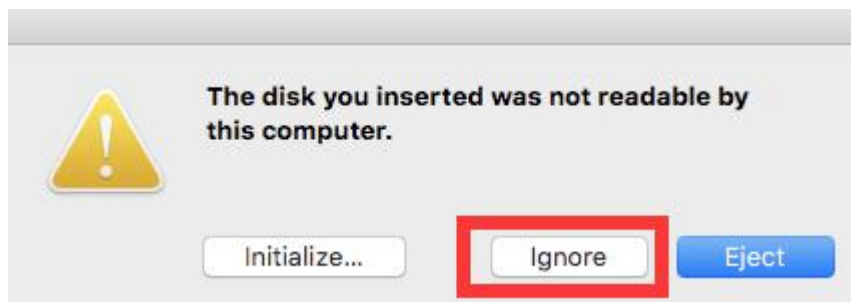 The disk you inserted was not readable by
this computer.
Initialize... Ignore Eject